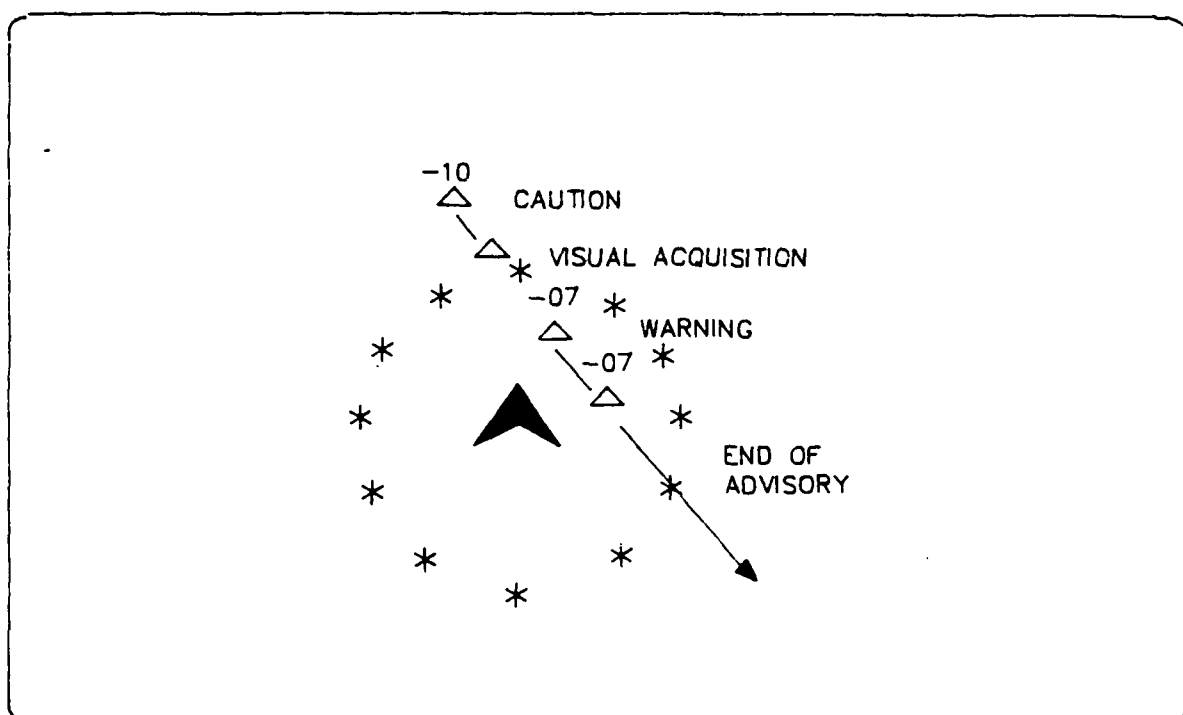 -10
CAUTION
VISUAL ACQUISITION
-07
WARNING
-07
END OF
ADVISORY